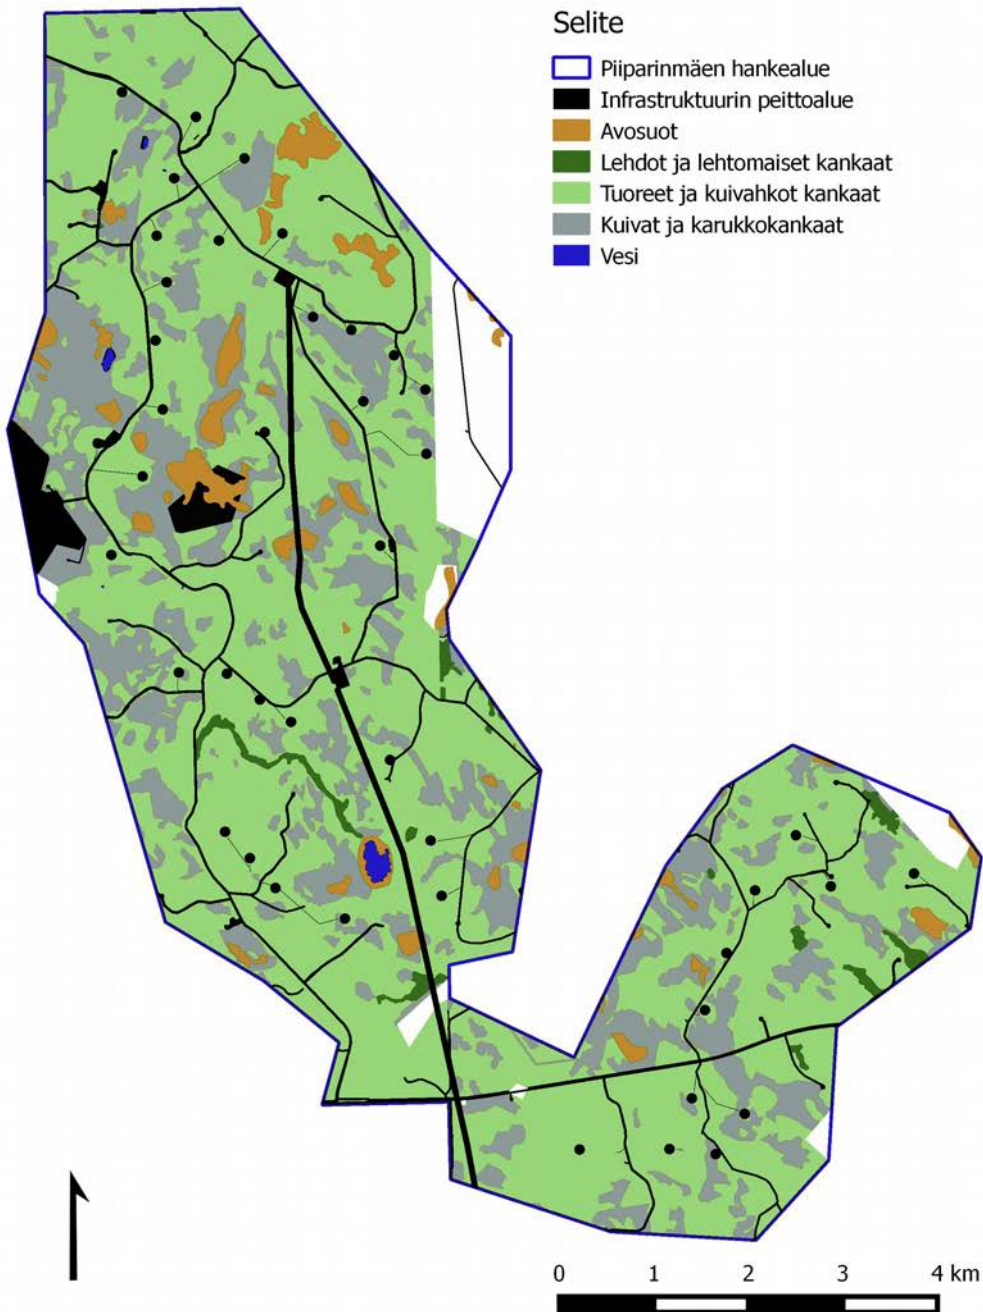 Selite
Piiparinmäen hankealue
Infrastruktuurin peittoalue
Avosuot
Lehdot ja lehtomaiset kankaat
Tuoreet ja kuivahkot kankaat
Kuivat ja karukkokankaat
Vesi
0 1 2 3 4 km